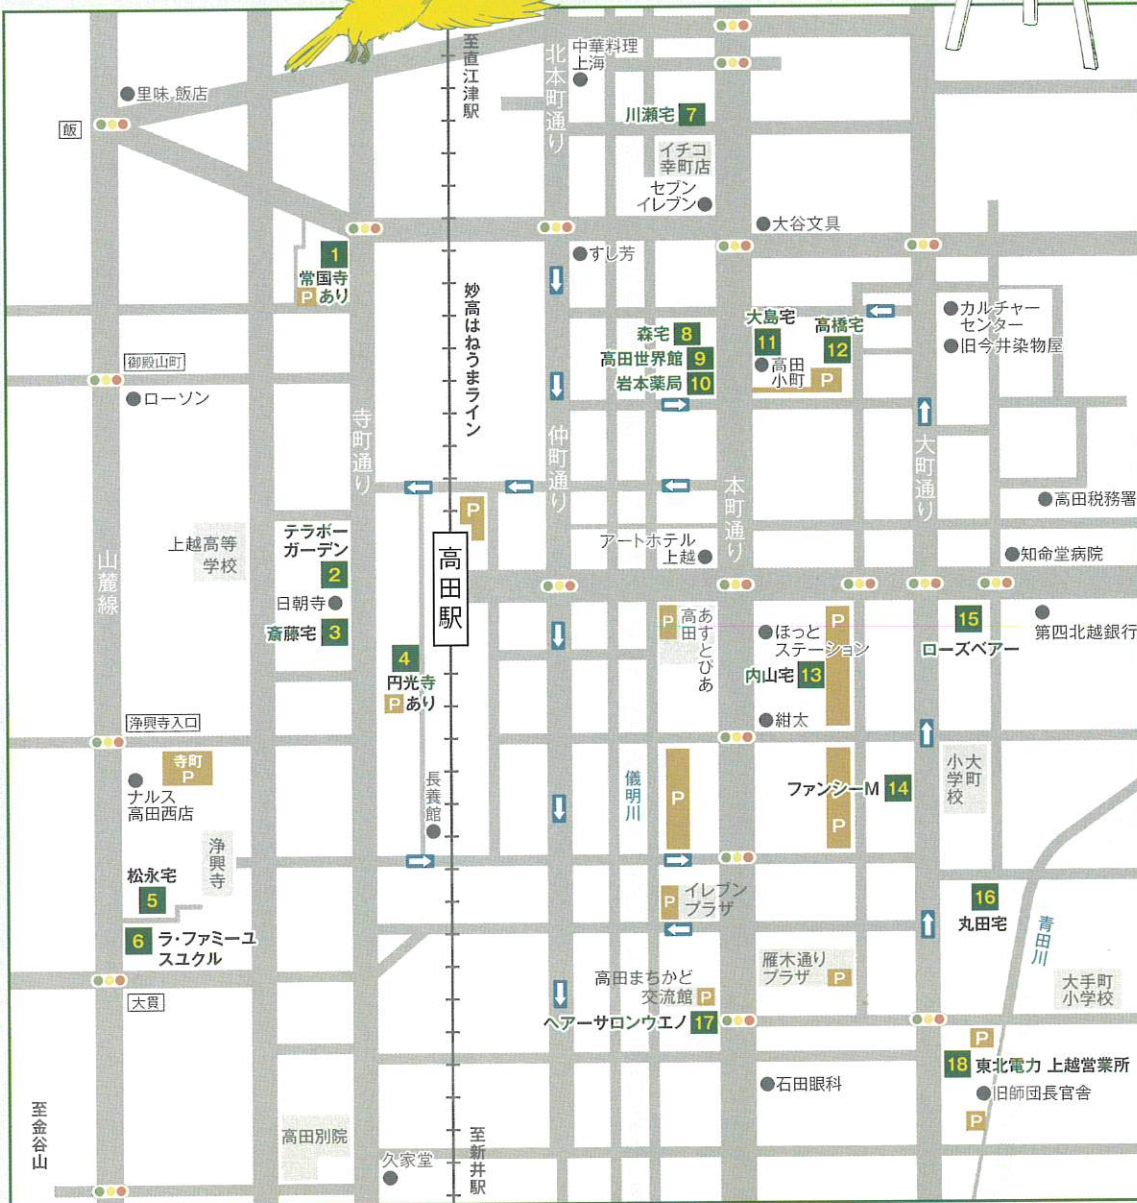 里味 飯店
飯
至直江津駅
北本町通り
中華料理
上海
川瀬宅 7
イチコ
幸町店
セブン
イレブン
大谷文具
すし芳
1
常国寺
P あり
妙高はねうまライン
森宅 8
高田世界館 9
岩本薬局 10
大島宅
11
高橋宅
12
高田
小町
P
カルチャー
センター
旧今井染物屋
御殿山町
ローソン
寺町通り
仲町通り
本町通り
大町通り
山麓線
上越高等
学校
テラボー
ガーデン
2
日朝寺
斎藤宅 3
P
高田駅
アートホテル
上越
高田税務署
知命堂病院
第四北越銀行
15
ローズベアー
4
円光寺
P あり
P
あすとぴあ
高田
ほっと
ステーション
P
内山宅 13
紺太
浄興寺入口
寺町
P
ナルス
高田西店
長養館
儀明川
P
ファンシーM 14
P
大町
小学校
浄興寺
松永宅
5
6 ラ・ファミーユ
スユクル
大貫
P
イレブン
プラザ
16
丸田宅
青田川
雁木通り
プラザ
P
大手町
小学校
高田まちかど
交流館 P
ヘアーサロンウエノ 17
P
18 東北電力 上越営業所
旧師団長官舎
P
石田眼科
至金谷山
高田別院
久家堂
至新井駅